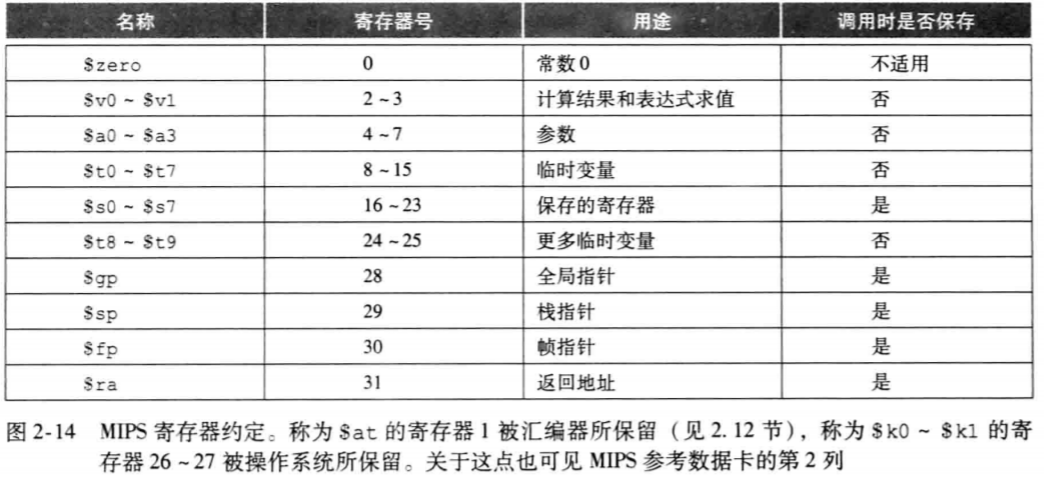 名称 寄存器号 用途 调用时是否保存
$zero 0 常数0 不适用
$v0 ~ $v1 2 ~ 3 计算结果和表达式求值 否
$a0 ~ $a3 4 ~ 7 参数 否
$t0 ~ $t7 8 ~ 15 临时变量 否
$s0 ~ $s7 16 ~ 23 保存的寄存器 是
$t8 ~ $t9 24 ~ 25 更多临时变量 否
$gp 28 全局指针 是
$sp 29 栈指针 是
$fp 30 帧指针 是
$ra 31 返回地址 是
图 2-14 MIPS 寄存器约定。称为 $at 的寄存器 1 被汇编器所保留（见 2.12 节），称为 $k0 ~ $k1 的寄
存器 26 ~ 27 被操作系统所保留。关于这点也可见 MIPS 参考数据卡的第 2 列